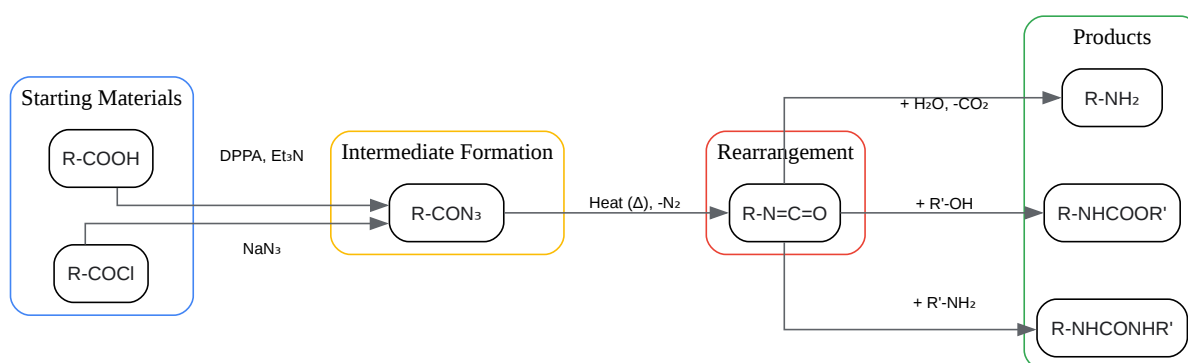 Starting Materials
R-COOH
R-COCl
DPPA, Et₃N
NaN₃
Intermediate Formation
R-CON₃
Heat (Δ), -N₂
Rearrangement
R-N=C=O
+ H₂O, -CO₂
+ R'-OH
+ R'-NH₂
Products
R-NH₂
R-NHCOOR'
R-NHCONHR'